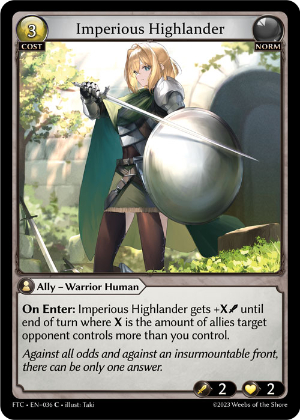 3 Imperious Highlander
COST NORM
Ally – Warrior Human
On Enter: Imperious Highlander gets +X until
end of turn where X is the amount of allies target
opponent controls more than you control.
Against all odds and against an insurmountable front,
there can be only one answer.
2 2
FTC • EN–036 C • illust: Taki ©2023 Weebs of the Shore